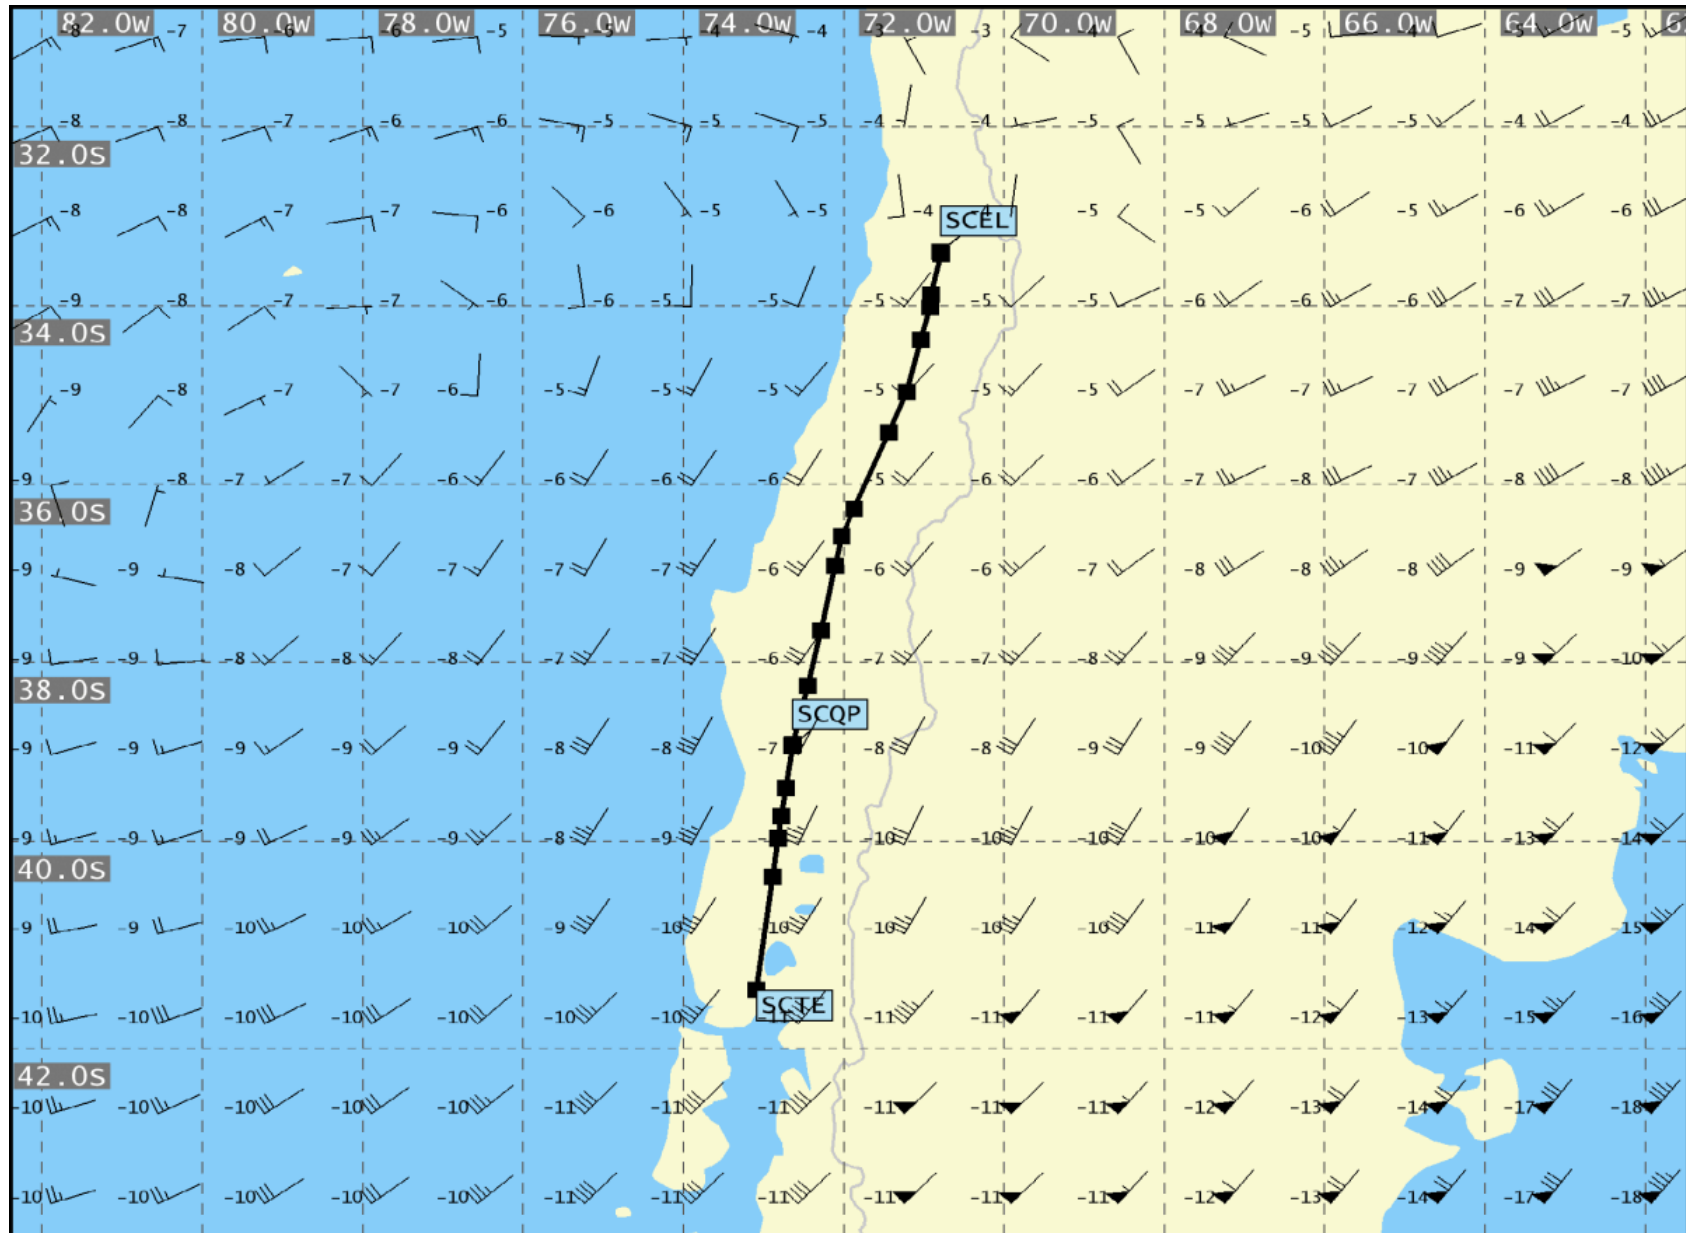 82.0W 80.0W 78.0W 76.0W 74.0W 72.0W 70.0W 68.0W 66.0W 64.0W
-8 -7 -6 -6 -5 -5 -4 -4 -3 -3 -4 -4 -5 -4 -3 -5
-8 -8 -7 -6 -6 -5 -5 -5 -4 -4 -5 -5 -5 -5 -4 -4
32.0S
-8 -8 -7 -7 -6 -6 -5 -5 -4 -4 -5 -5 -6 -5 -6 -6
SCEL
-9 -8 -7 -7 -6 -6 -5 -5 -5 -5 -5 -6 -6 -6 -7 -7
34.0S
-9 -8 -7 -7 -6 -5 -5 -5 -5 -5 -5 -7 -7 -7 -7 -7
-9 -8 -7 -7 -6 -6 -6 -6 -5 -6 -6 -7 -8 -7 -8 -8
36.0S
-9 -9 -8 -7 -7 -7 -7 -6 -6 -6 -7 -8 -8 -8 -9 -9
-9 -9 -8 -8 -8 -7 -7 -6 -7 -7 -8 -9 -9 -9 -9 -10
38.0S
SCQP
-9 -9 -9 -9 -9 -8 -8 -7 -8 -8 -9 -9 -10 -10 -11 -12
-9 -9 -9 -9 -9 -8 -9 -10 -10 -10 -10 -10 -11 -13 -14
40.0S
-9 -9 -10 -10 -10 -9 -10 -10 -10 -10 -10 -11 -11 -12 -14 -15
SCTE
-10 -10 -10 -10 -10 -10 -10 -11 -11 -11 -11 -11 -12 -13 -15 -16
42.0S
-10 -10 -10 -10 -10 -11 -11 -11 -11 -11 -11 -12 -13 -14 -17 -18
-10 -10 -10 -10 -10 -11 -11 -11 -11 -11 -11 -12 -13 -14 -17 -18